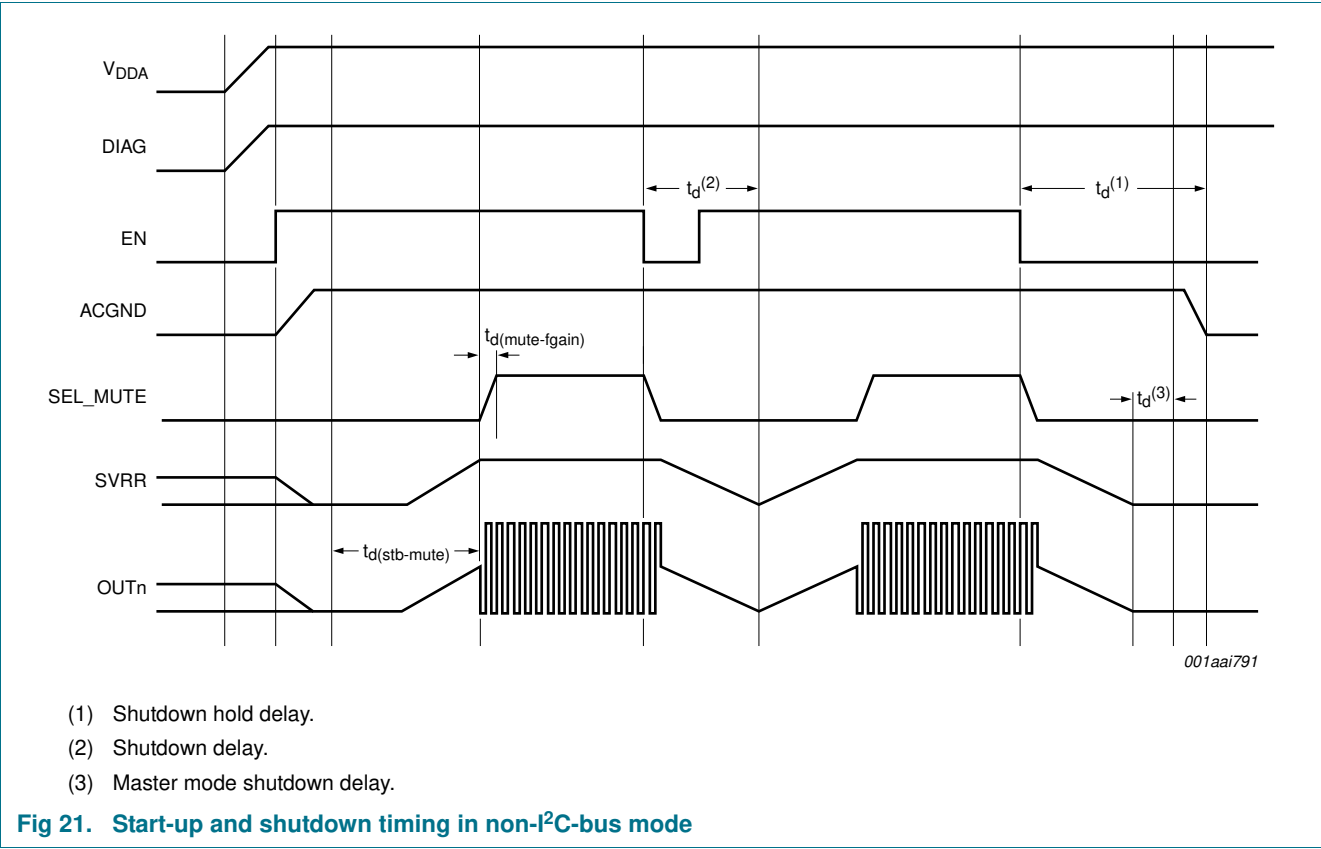 VDDA
DIAG
td(2)
td(1)
EN
ACGND
td(mute-fgain)
SEL_MUTE
td(3)
SVRR
td(stb-mute)
OUTn
001aai791
(1) Shutdown hold delay.
(2) Shutdown delay.
(3) Master mode shutdown delay.
Fig 21. Start-up and shutdown timing in non-I2C-bus mode